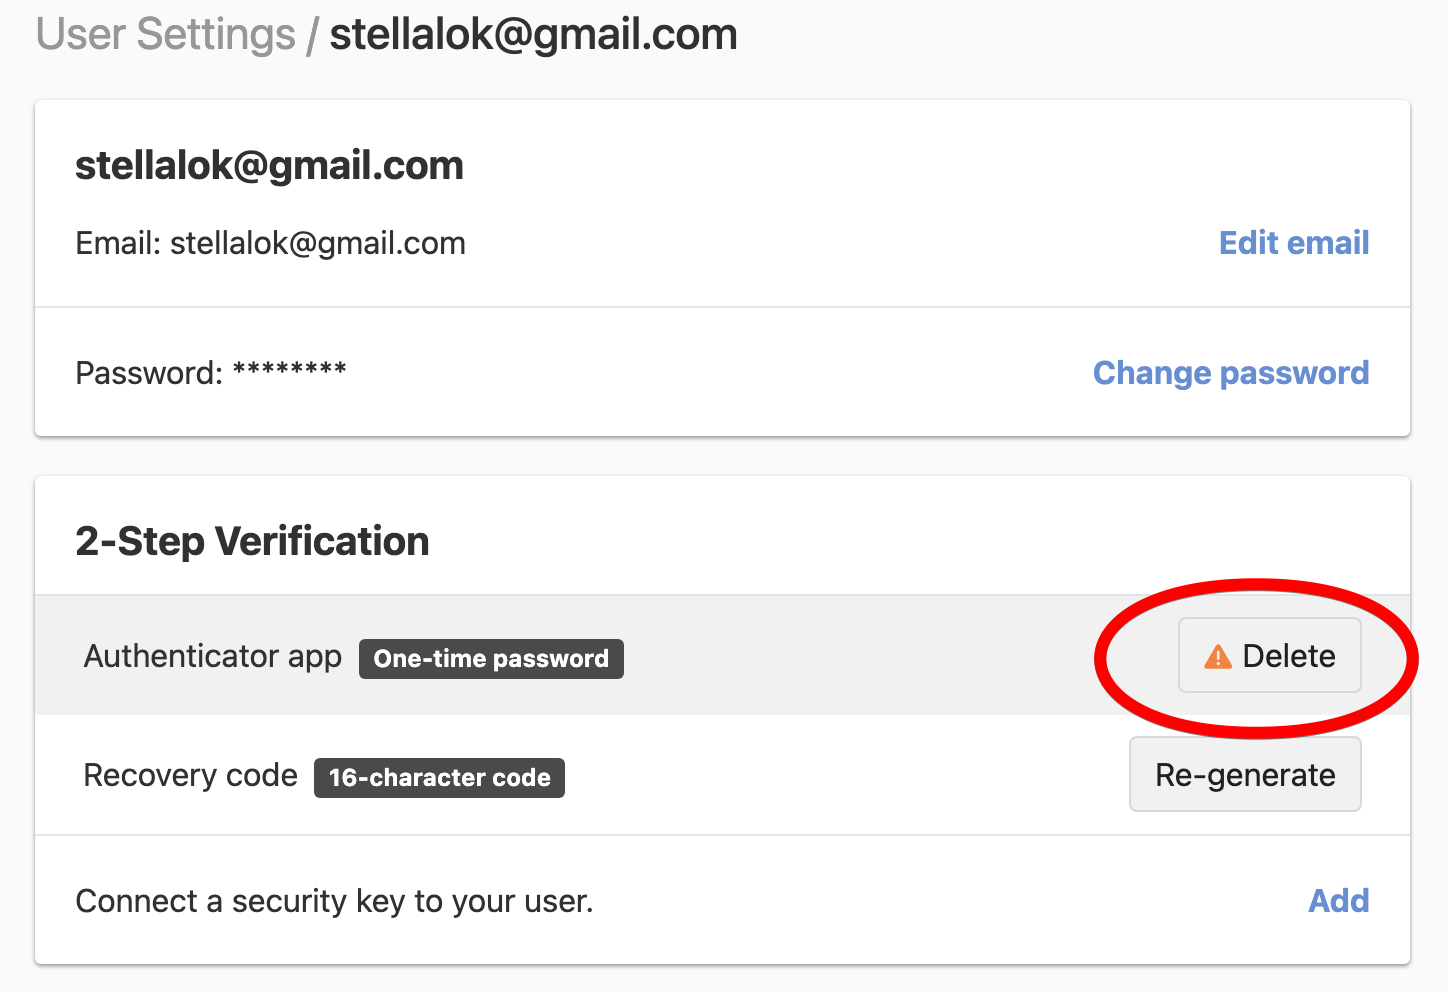 User Settings / stellalok@gmail.com
stellalok@gmail.com
Email: stellalok@gmail.com Edit email
Password: ******** Change password
2-Step Verification
Authenticator app One-time password Delete
Recovery code 16-character code Re-generate
Connect a security key to your user. Add